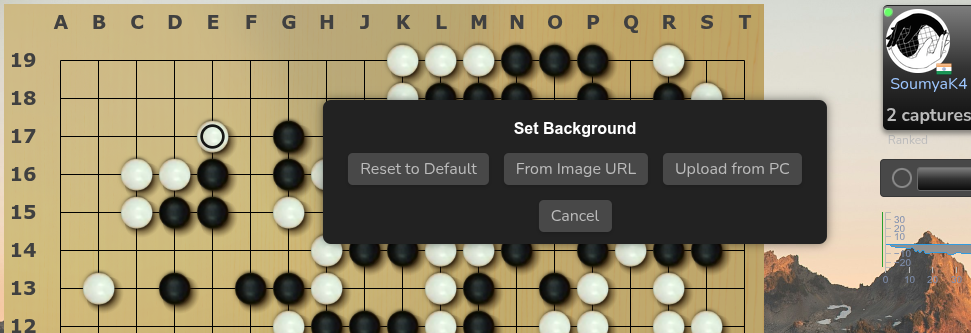 A B C D E F G H J K L M N O P Q R S T
19
18
17
16
15
14
13
12
Set Background
Reset to Default From Image URL Upload from PC
Cancel
SoumyaK4
2 captures
Ranked
30
20
10
-20
0 10 20